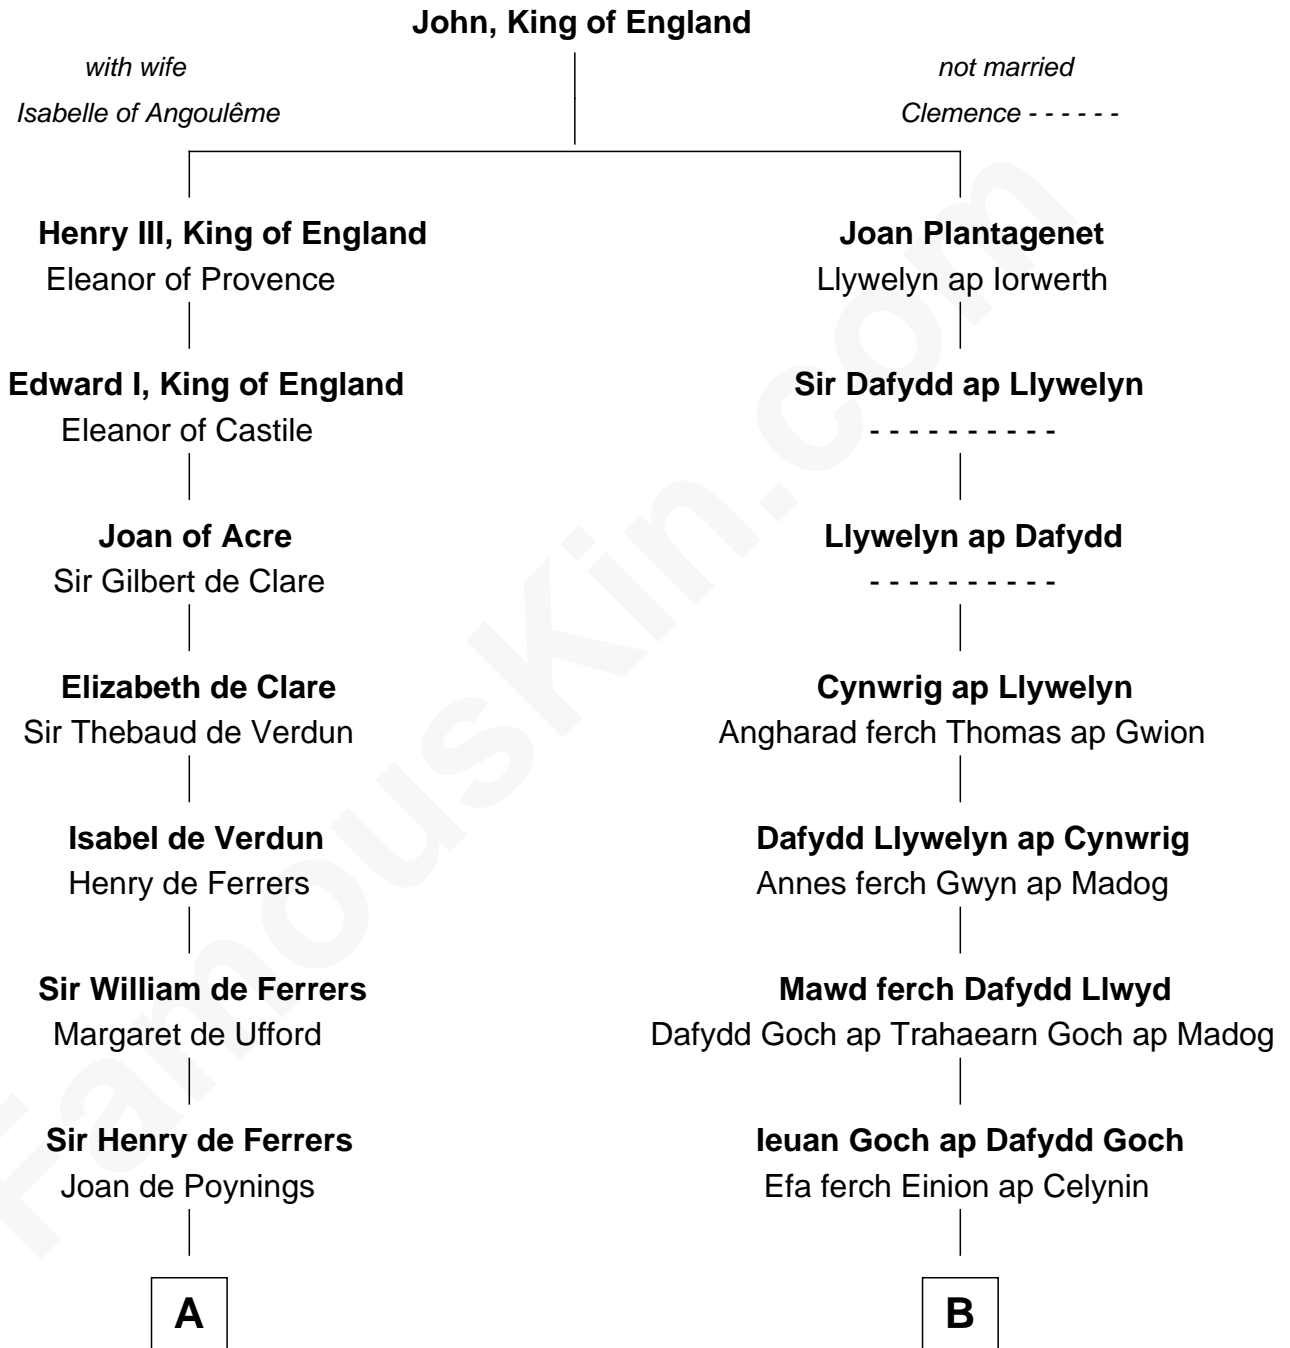 John, King of England
with wife
Isabelle of Angoulême
not married
Clemence - - - - - -
Henry III, King of England
Eleanor of Provence
Joan Plantagenet
Llywelyn ap Iorwerth
Edward I, King of England
Eleanor of Castile
Sir Dafydd ap Llywelyn
- - - - - - - - - -
Joan of Acre
Sir Gilbert de Clare
Llywelyn ap Dafydd
- - - - - - - - - -
Elizabeth de Clare
Sir Thebaud de Verdun
Cynwrig ap Llywelyn
Angharad ferch Thomas ap Gwion
Isabel de Verdun
Henry de Ferrers
Dafydd Llywelyn ap Cynwrig
Annes ferch Gwyn ap Madog
Sir William de Ferrers
Margaret de Ufford
Mawd ferch Dafydd Llwyd
Dafydd Goch ap Trahaearn Goch ap Madog
Sir Henry de Ferrers
Joan de Poynings
Ieuan Goch ap Dafydd Goch
Efa ferch Einion ap Celynin
A
B
FamousKin.com